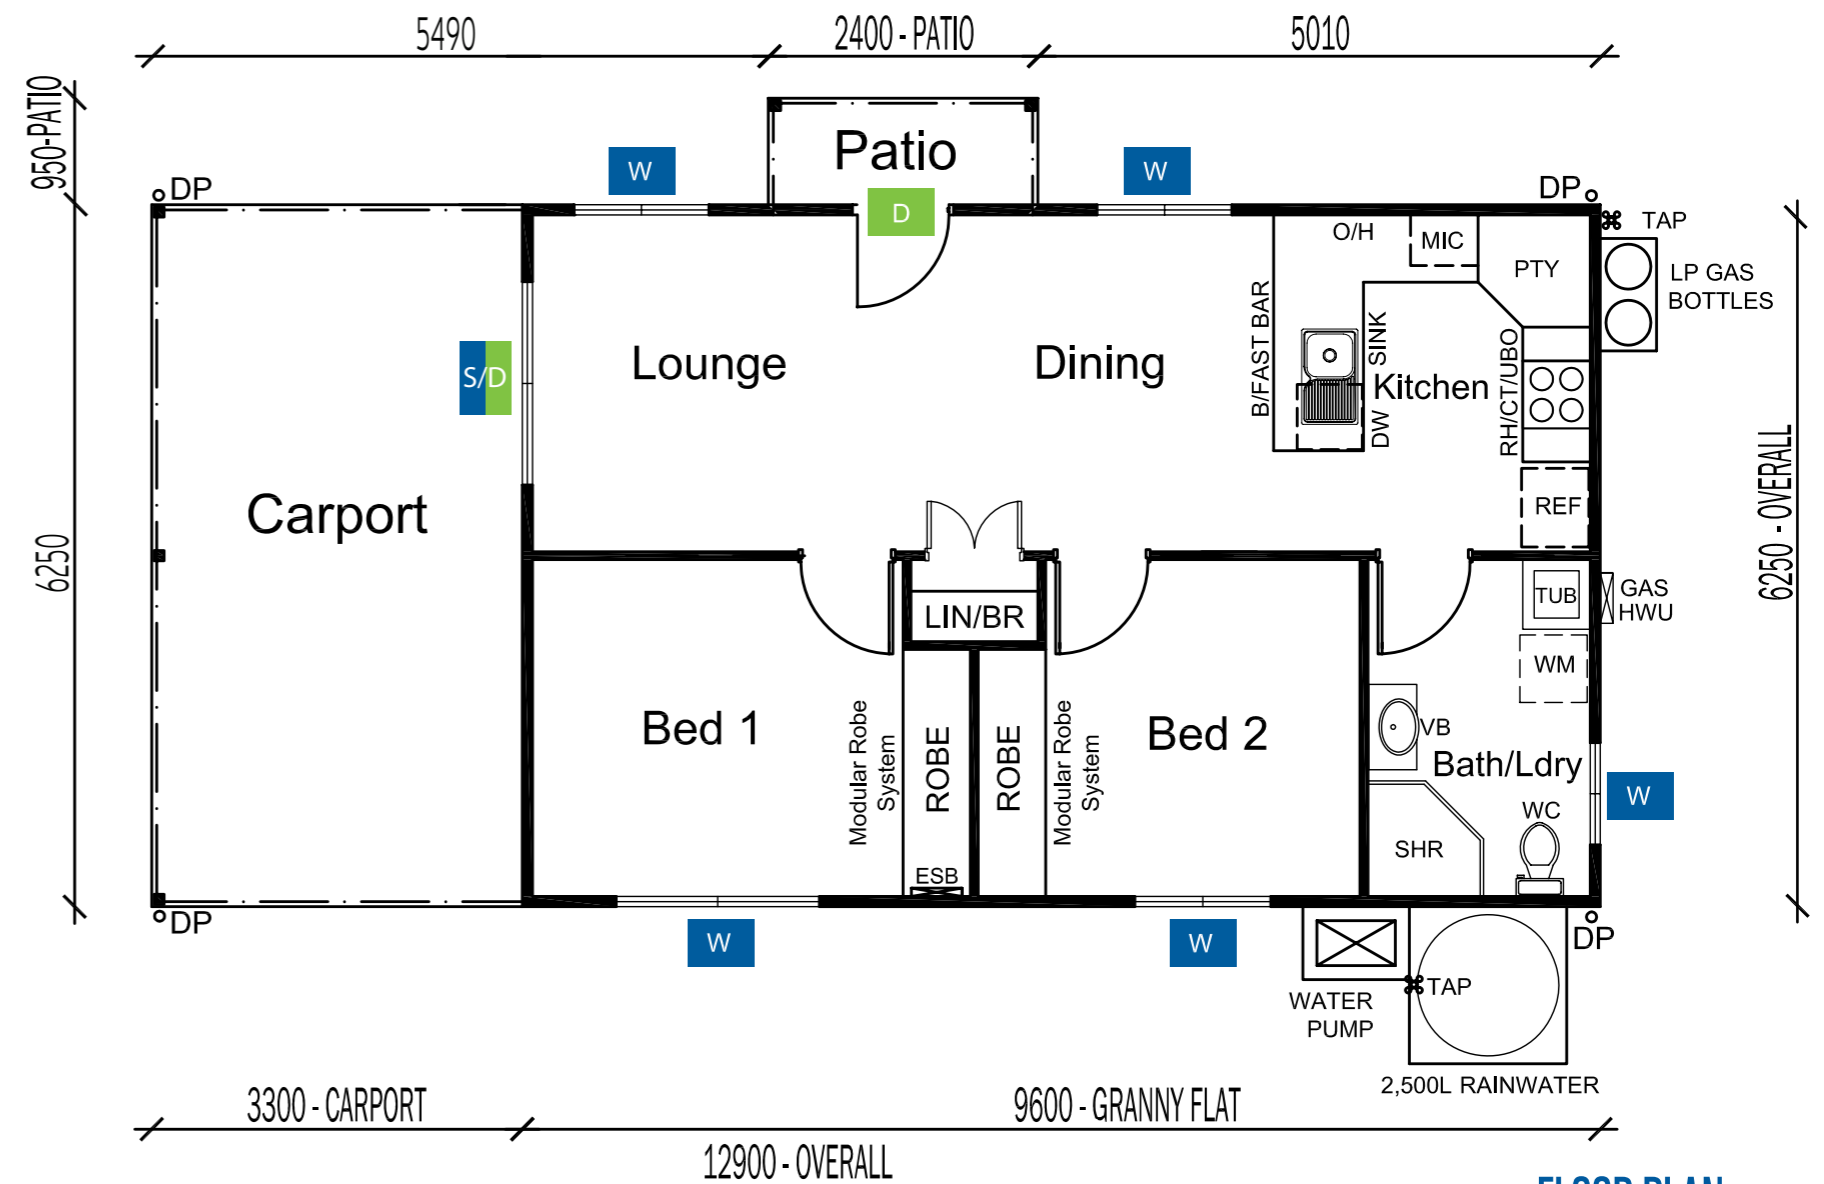 5490
2400 - PATIO
5010
950-PATIO
Patio
W
W
DP
D
DP
TAP
O/H
MIC
PTY
LP GAS
BOTTLES
B/FAST BAR
SINK
S/D
Lounge
Dining
Kitchen
RH/CT/UBO
DW
Carport
REF
6250
6250 - OVERALL
TUB
GAS
HWU
LIN/BR
WM
Bed 1
Modular Robe
System
ROBE
ROBE
Modular Robe
System
Bed 2
VB
Bath/Ldry
W
WC
SHR
ESB
DP
W
W
DP
TAP
WATER
PUMP
2,500L RAINWATER
3300 - CARPORT
9600 - GRANNY FLAT
12900 - OVERALL
FLOOR PLAN